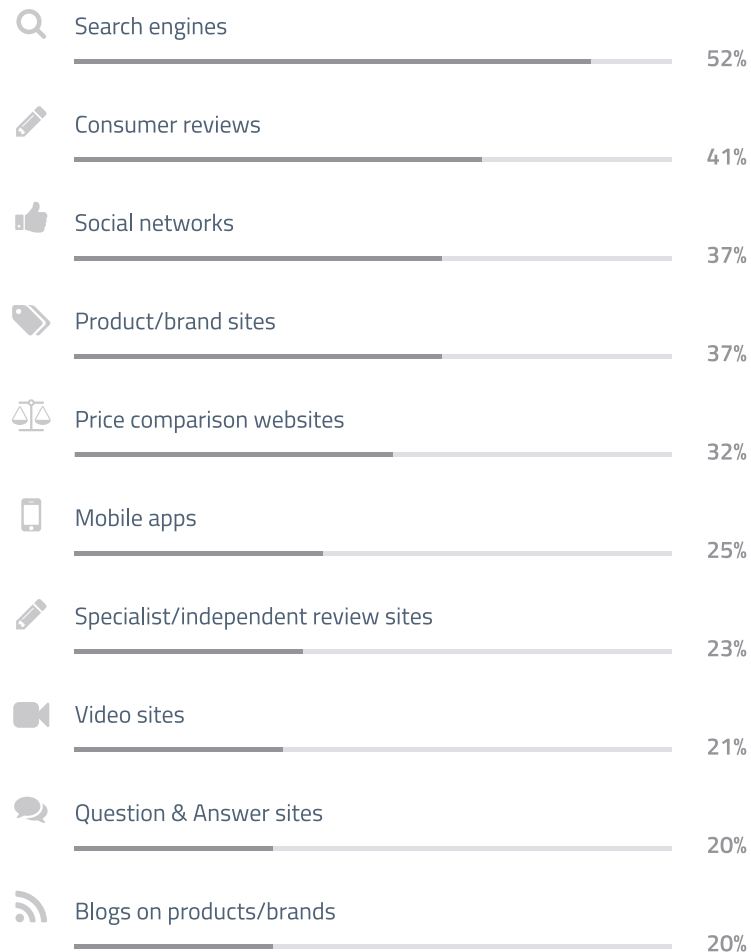 Search engines
52%
Consumer reviews
41%
Social networks
37%
Product/brand sites
37%
Price comparison websites
32%
Mobile apps
25%
Specialist/independent review sites
23%
Video sites
21%
Question & Answer sites
20%
Blogs on products/brands
20%